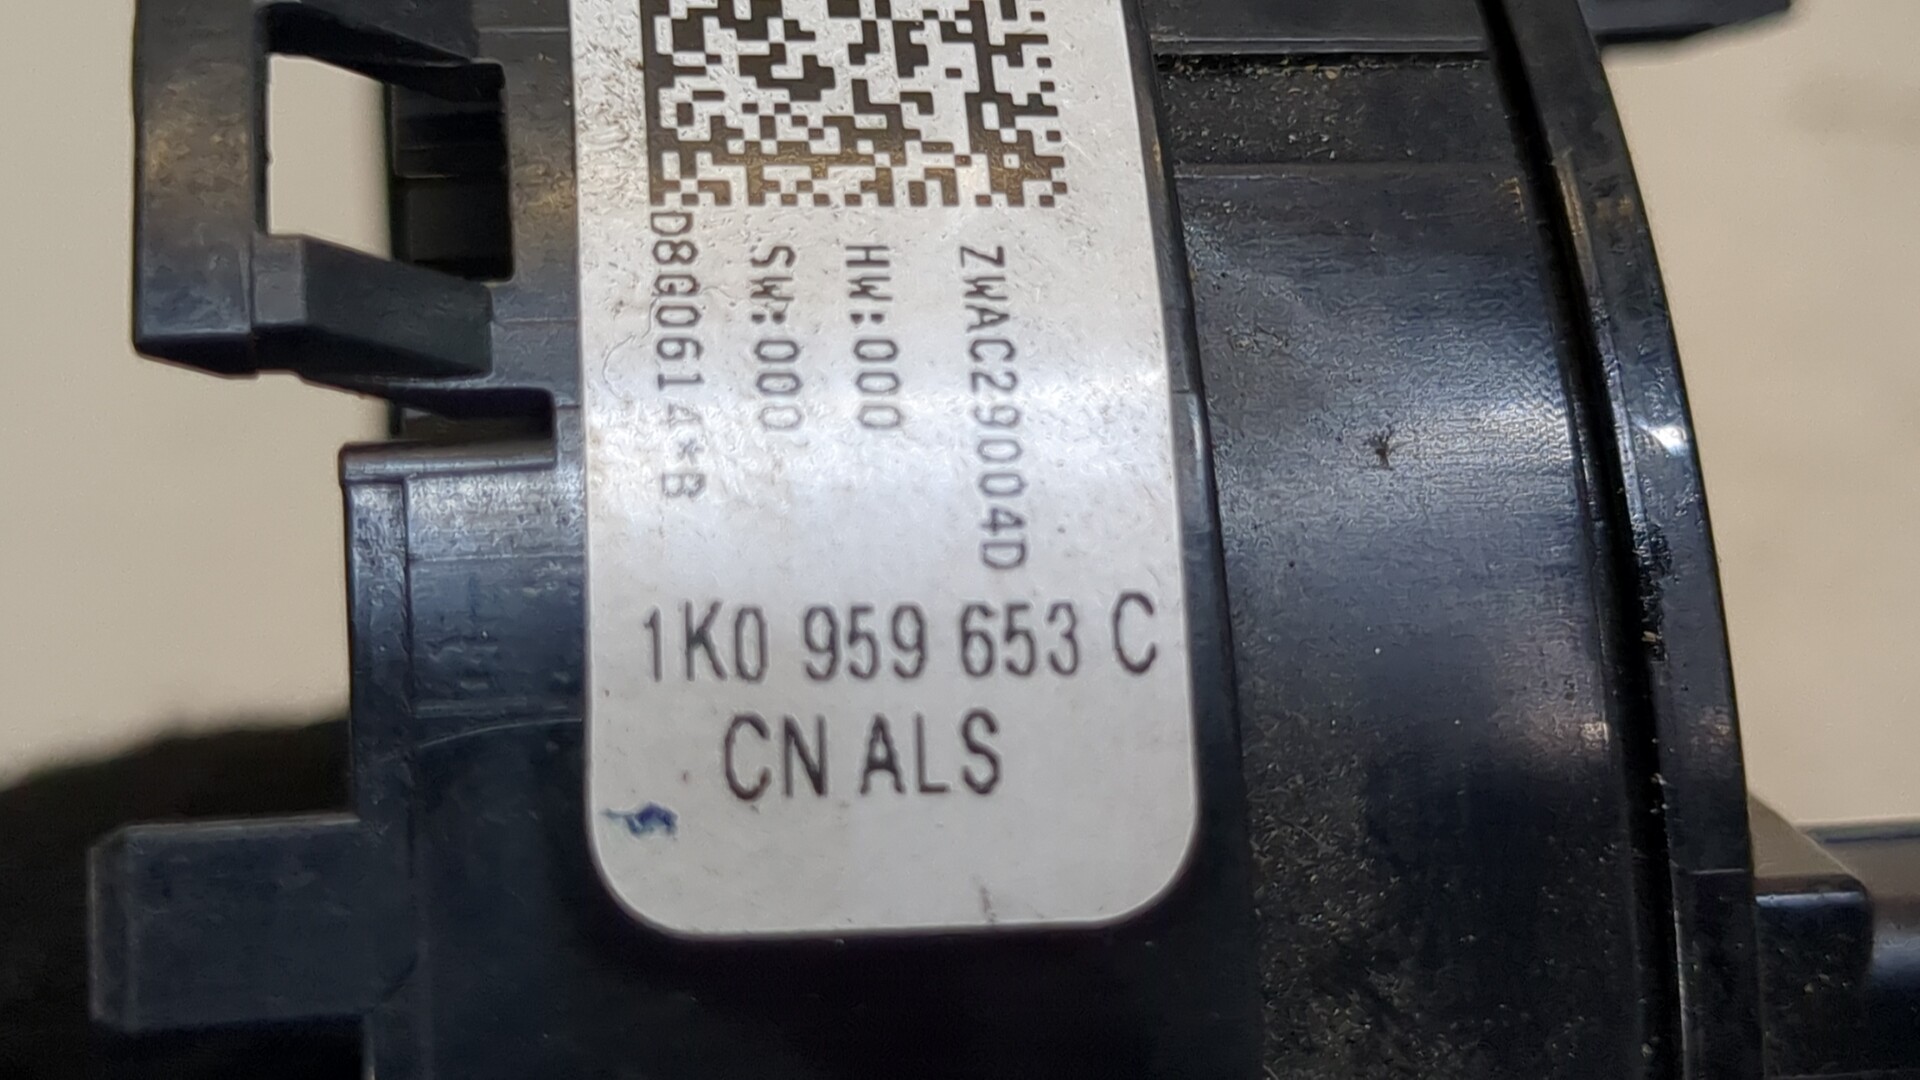 ZWAC29004D
HW:000
SW:000
D8G0614*B
1K0 959 653 C
CN ALS